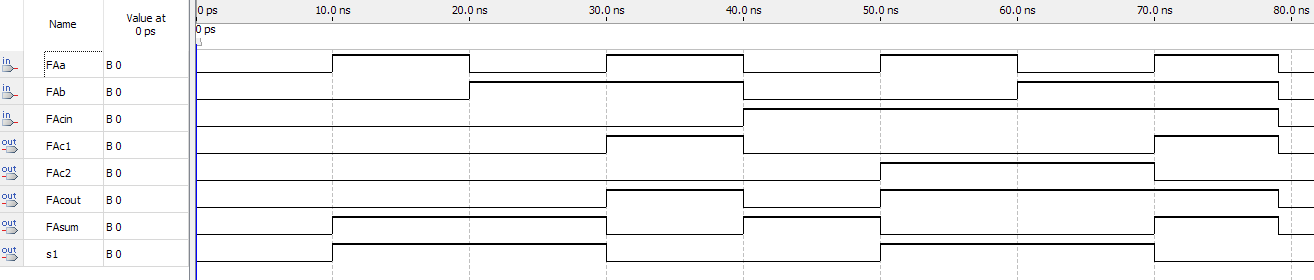 Name Value at 0 ps 0 ps 10.0 ns 20.0 ns 30.0 ns 40.0 ns 50.0 ns 60.0 ns 70.0 ns 80.0 ns
0 ps
in FAa B 0
in FAb B 0
in FAcin B 0
out FAc1 B 0
out FAc2 B 0
out FAcout B 0
out FAsum B 0
out s1 B 0